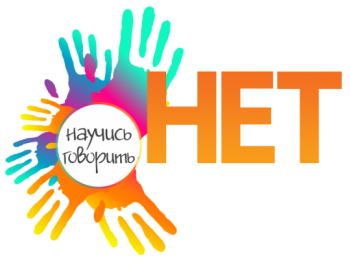 научись
говорить
НЕТ